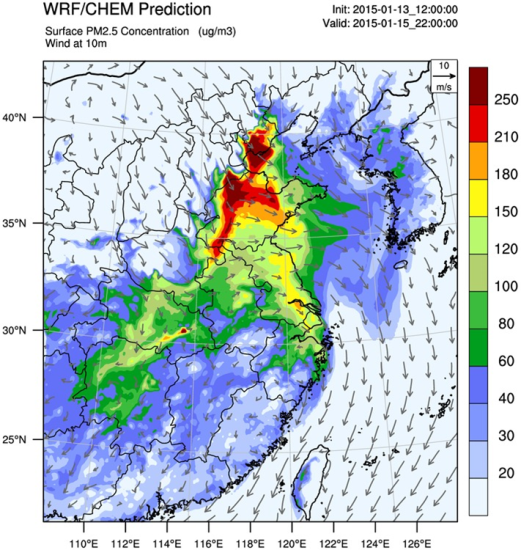 WRF/CHEM Prediction
Init: 2015-01-13_12:00:00
Surface PM2.5 Concentration (ug/m3)
Valid: 2015-01-15_22:00:00
Wind at 10m
10
m/s
40°N
35°N
30°N
25°N
110°E 112°E 114°E 116°E 118°E 120°E 122°E 124°E 126°E
250
210
180
150
120
100
80
60
40
30
20